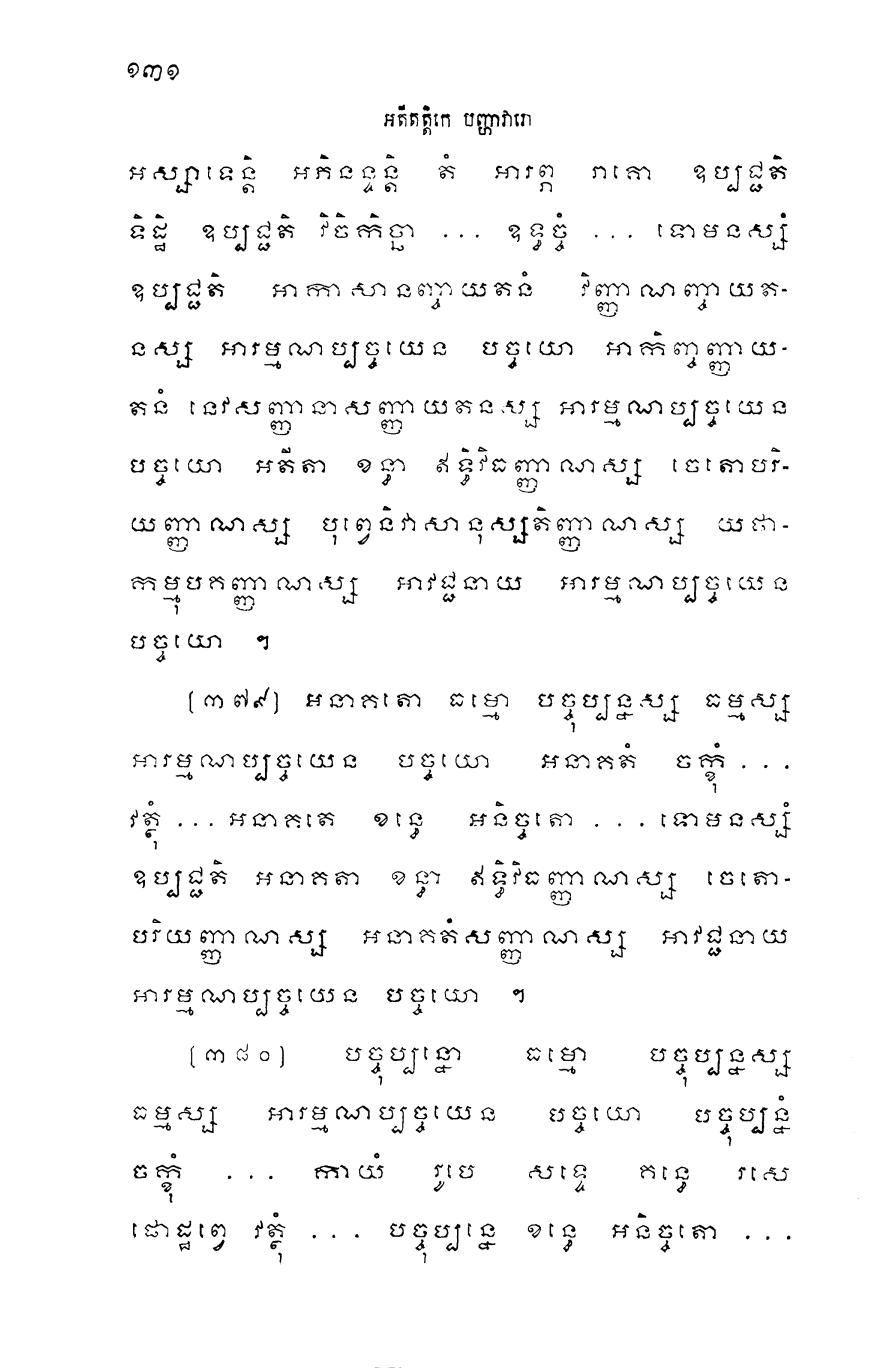 ១៣១
អតីតត្តិកេ បញ្ហាវារោ
អស្សាទេន្តិ អភិនន្ទន្តិ តំ អារព្ភ រាគោ ឧប្បជ្ជតិ
ទិដ្ឋិ ឧប្បជ្ជតិ វិចិកិច្ឆា ... ឧទ្ធច្ចំ ... ទោមនស្សំ
ឧប្បជ្ជតិ អាកាសានញ្ចាយតនំ វិញ្ញាណញ្ចាយត-
នស្ស អារម្មណប្បច្ចយេន បច្ចយោ អាកិញ្ចញ្ញាយ-
តនំ នេវសញ្ញានាសញ្ញាយតនស្ស អារម្មណប្បច្ចយេន
បច្ចយោ អតីតា ខន្ធា ឥទ្ធិវិធញ្ញាណស្ស ចេតោបរិ-
យញ្ញាណស្ស បុព្វេនិវាសានុស្សតិញ្ញាណស្ស យថា-
កម្មុបគញ្ញាណស្ស អាវជ្ជនាយ អារម្មណប្បច្ចយេន
បច្ចយោ ។
[៣៧៩] អនាគតោ ធម្មោ បច្ចុប្បន្នស្ស ធម្មស្ស
អារម្មណប្បច្ចយេន បច្ចយោ អនាគតំ ចក្ខុំ ...
វត្ថុំ ... អនាគតេ ខន្ធេ អនិច្ចតោ ... ទោមនស្សំ
ឧប្បជ្ជតិ អនាគតា ខន្ធា ឥទ្ធិវិធញ្ញាណស្ស ចេតោ-
បរិយញ្ញាណស្ស អនាគតំសញ្ញាណស្ស អាវជ្ជនាយ
អារម្មណប្បច្ចយេន បច្ចយោ ។
[៣៨០] បច្ចុប្បន្នោ ធម្មោ បច្ចុប្បន្នស្ស
ធម្មស្ស អារម្មណប្បច្ចយេន បច្ចយោ បច្ចុប្បន្នំ
ចក្ខុំ ... កាយំ រូបេ សទ្ទេ គន្ធេ រសេ
ផោដ្ឋព្វេ វត្ថុំ ... បច្ចុប្បន្នេ ខន្ធេ អនិច្ចតោ ...